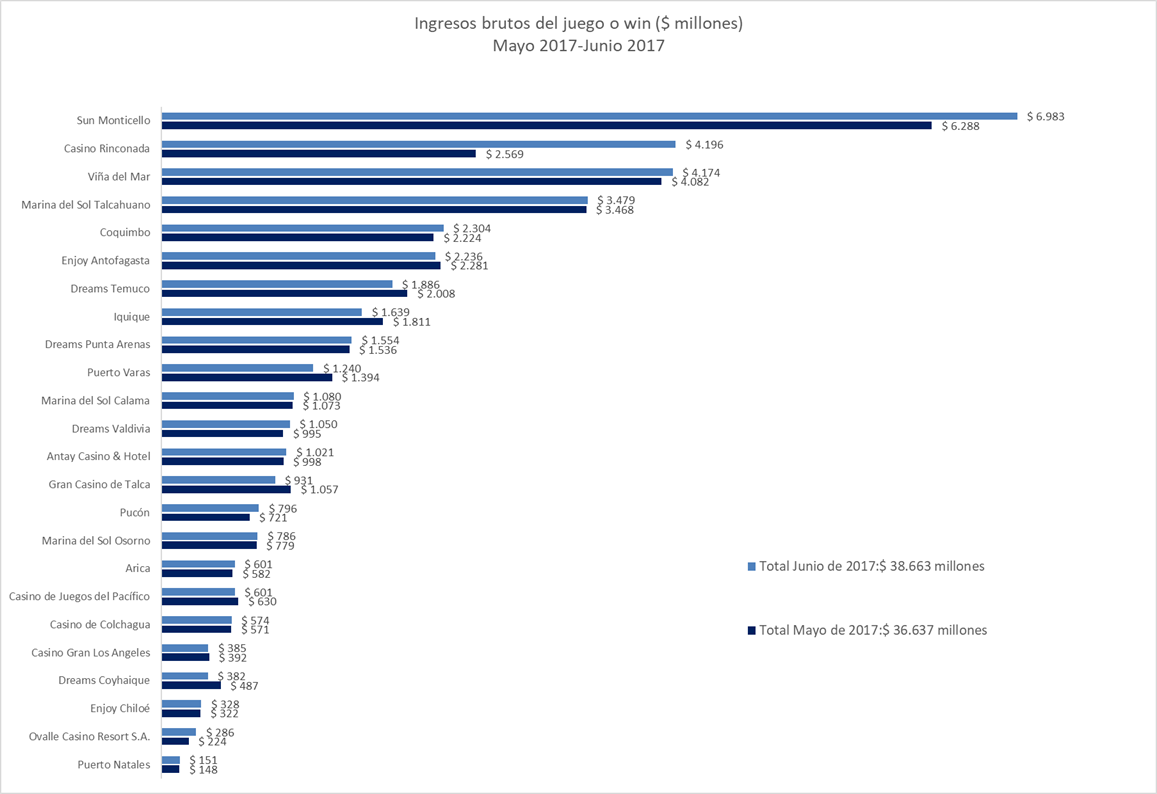 Ingresos brutos del juego o win ($ millones)
Mayo 2017-Junio 2017
Sun Monticello
$ 6.983
$ 6.288
Casino Rinconada
$ 4.196
$ 2.569
Viña del Mar
$ 4.174
$ 4.082
Marina del Sol Talcahuano
$ 3.479
$ 3.468
Coquimbo
$ 2.304
$ 2.224
Enjoy Antofagasta
$ 2.236
$ 2.281
Dreams Temuco
$ 1.886
$ 2.008
Iquique
$ 1.639
$ 1.811
Dreams Punta Arenas
$ 1.554
$ 1.536
Puerto Varas
$ 1.240
$ 1.394
Marina del Sol Calama
$ 1.080
$ 1.073
Dreams Valdivia
$ 1.050
$ 995
Antay Casino & Hotel
$ 1.021
$ 998
Gran Casino de Talca
$ 931
$ 1.057
Pucón
$ 796
$ 721
Marina del Sol Osorno
$ 786
$ 779
Arica
$ 601
$ 582
Casino de Juegos del Pacífico
$ 601
$ 630
Casino de Colchagua
$ 574
$ 571
Casino Gran Los Angeles
$ 385
$ 392
Dreams Coyhaique
$ 382
$ 487
Enjoy Chiloé
$ 328
$ 322
Ovalle Casino Resort S.A.
$ 286
$ 224
Puerto Natales
$ 151
$ 148
Total Junio de 2017:$ 38.663 millones
Total Mayo de 2017:$ 36.637 millones